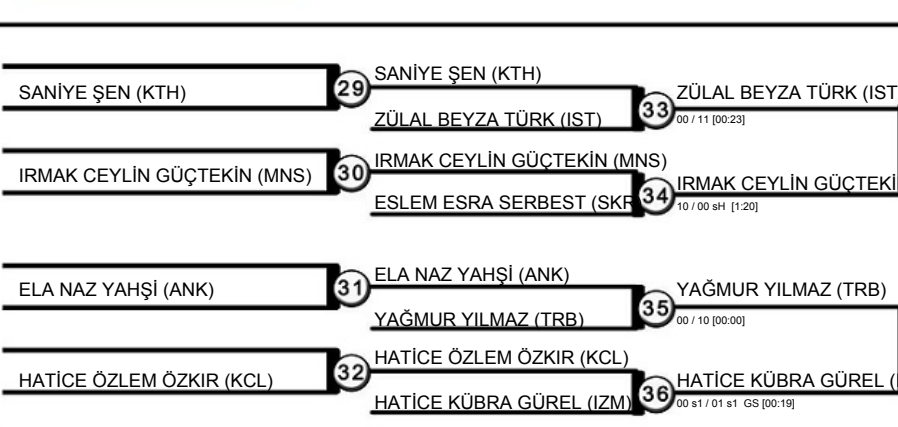 SANİYE ŞEN (KTH)
29
SANİYE ŞEN (KTH)
ZÜLAL BEYZA TÜRK (IST)
33
ZÜLAL BEYZA TÜRK (IST
00 / 11 [00:23]
IRMAK CEYLİN GÜÇTEKİN (MNS)
30
IRMAK CEYLİN GÜÇTEKİN (MNS)
ESLEM ESRA SERBEST (SKR
34
IRMAK CEYLİN GÜÇTEKİ
10 / 00 sH [1:20]
ELA NAZ YAHŞİ (ANK)
31
ELA NAZ YAHŞİ (ANK)
YAĞMUR YILMAZ (TRB)
35
YAĞMUR YILMAZ (TRB)
00 / 10 [00:00]
HATİCE ÖZLEM ÖZKIR (KCL)
32
HATİCE ÖZLEM ÖZKIR (KCL)
HATİCE KÜBRA GÜREL (IZM)
36
HATİCE KÜBRA GÜREL (
00 s1 / 01 s1 GS [00:19]